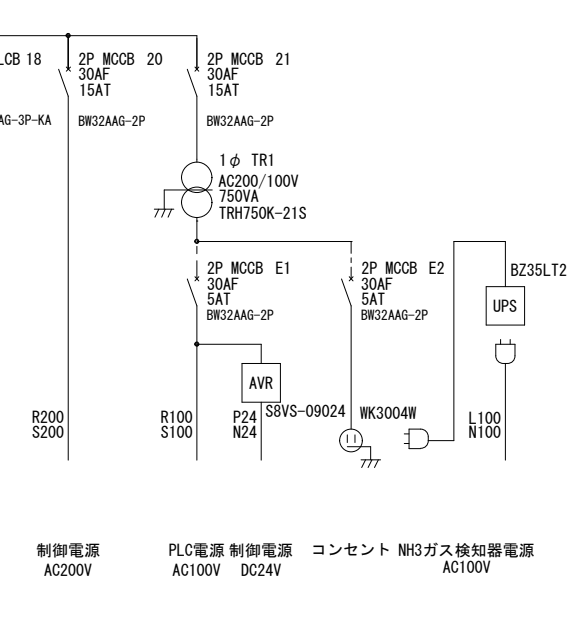 LCB 18
2P MCCB 20
30AF
15AT
2P MCCB 21
30AF
15AT
AG-3P-KA
BW32AAG-2P
BW32AAG-2P
1φ TR1
AC200/100V
750VA
TRH750K-21S
2P MCCB E1
30AF
5AT
BW32AAG-2P
2P MCCB E2
30AF
5AT
BW32AAG-2P
BZ35LT2
UPS
AVR
S8VS-09024
WK3004W
R200
S200
R100
S100
P24
N24
L100
N100
制御電源
AC200V
PLC電源
AC100V
制御電源
DC24V
コンセント
NH3ガス検知器電源
AC100V